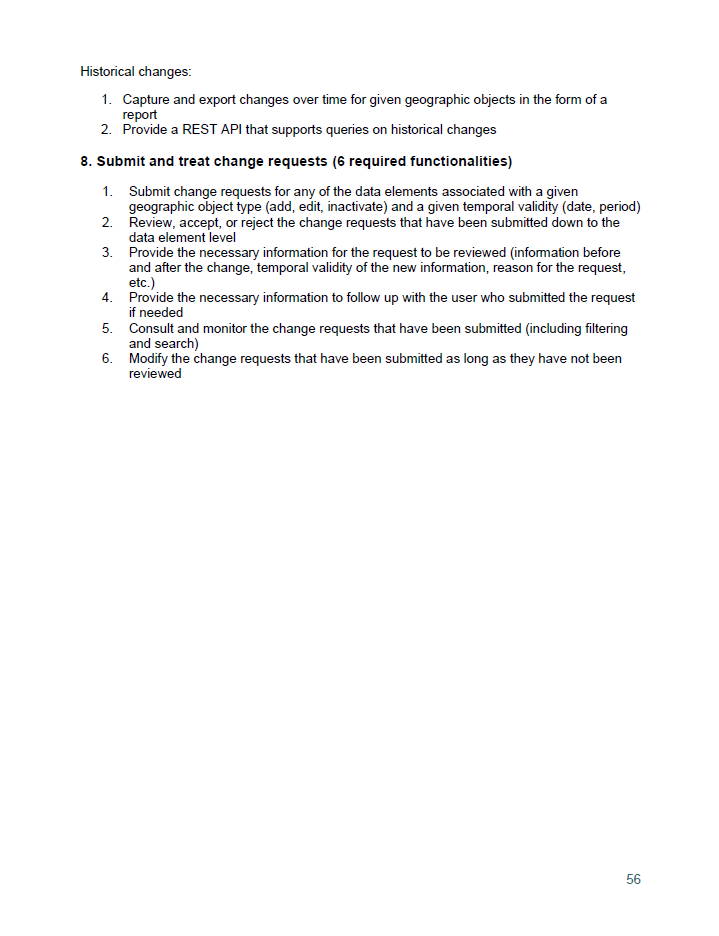 Historical changes:
1. Capture and export changes over time for given geographic objects in the form of a
report
2. Provide a REST API that supports queries on historical changes
8. Submit and treat change requests (6 required functionalities)
1. Submit change requests for any of the data elements associated with a given
geographic object type (add, edit, inactivate) and a given temporal validity (date, period)
2. Review, accept, or reject the change requests that have been submitted down to the
data element level
3. Provide the necessary information for the request to be reviewed (information before
and after the change, temporal validity of the new information, reason for the request,
etc.)
4. Provide the necessary information to follow up with the user who submitted the request
if needed
5. Consult and monitor the change requests that have been submitted (including filtering
and search)
6. Modify the change requests that have been submitted as long as they have not been
reviewed
56